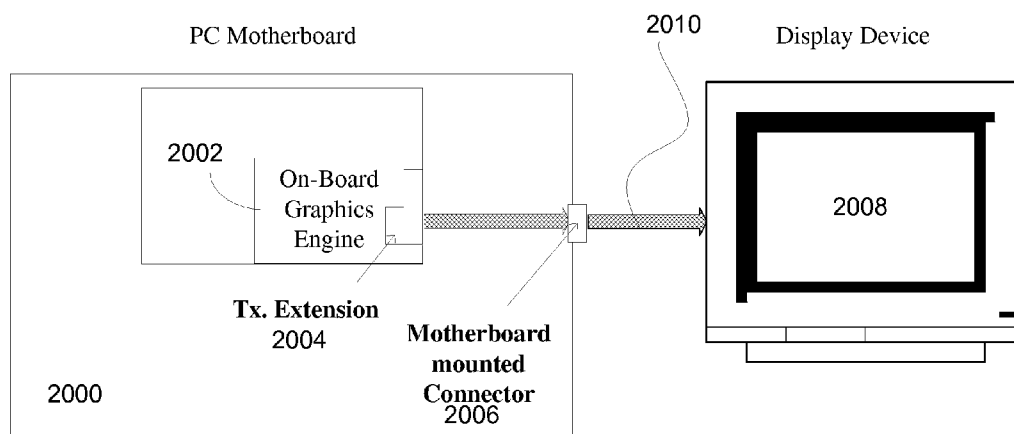 PC Motherboard
2010
Display Device
2002
On-Board
Graphics
Engine
2008
Tx. Extension
2004
Motherboard
mounted
Connector
2006
2000